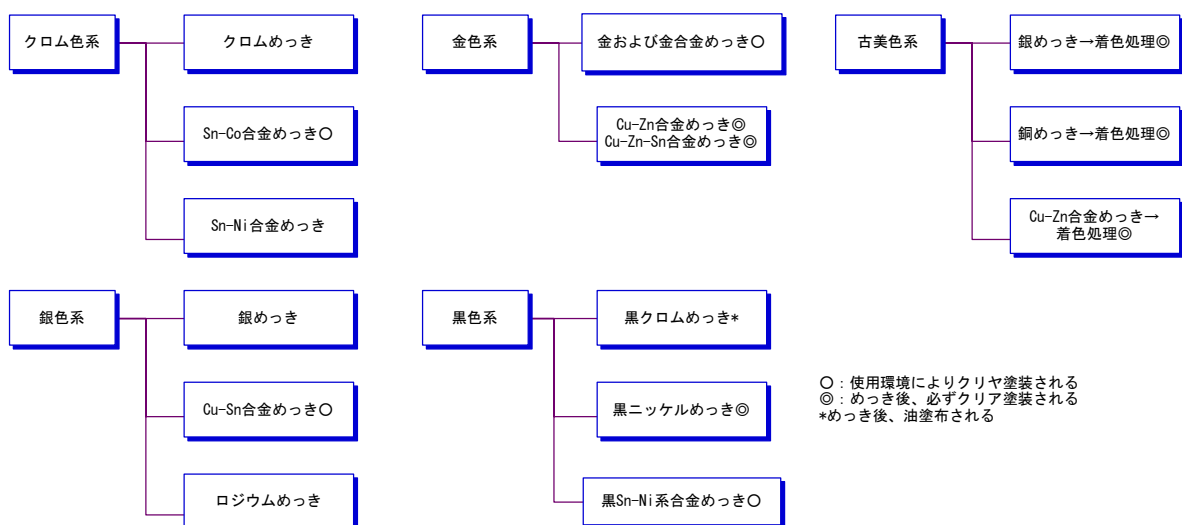 クロム色系
クロムめっき
Sn-Co合金めっき○
Sn-Ni合金めっき
金色系
金および金合金めっき○
Cu-Zn合金めっき◎
Cu-Zn-Sn合金めっき◎
古美色系
銀めっき→着色処理◎
銅めっき→着色処理◎
Cu-Zn合金めっき→
着色処理◎
銀色系
銀めっき
Cu-Sn合金めっき○
ロジウムめっき
黒色系
黒クロムめっき*
黒ニッケルめっき◎
黒Sn-Ni系合金めっき○
○：使用環境によりクリヤ塗装される
◎：めっき後、必ずクリア塗装される
*めっき後、油塗布される